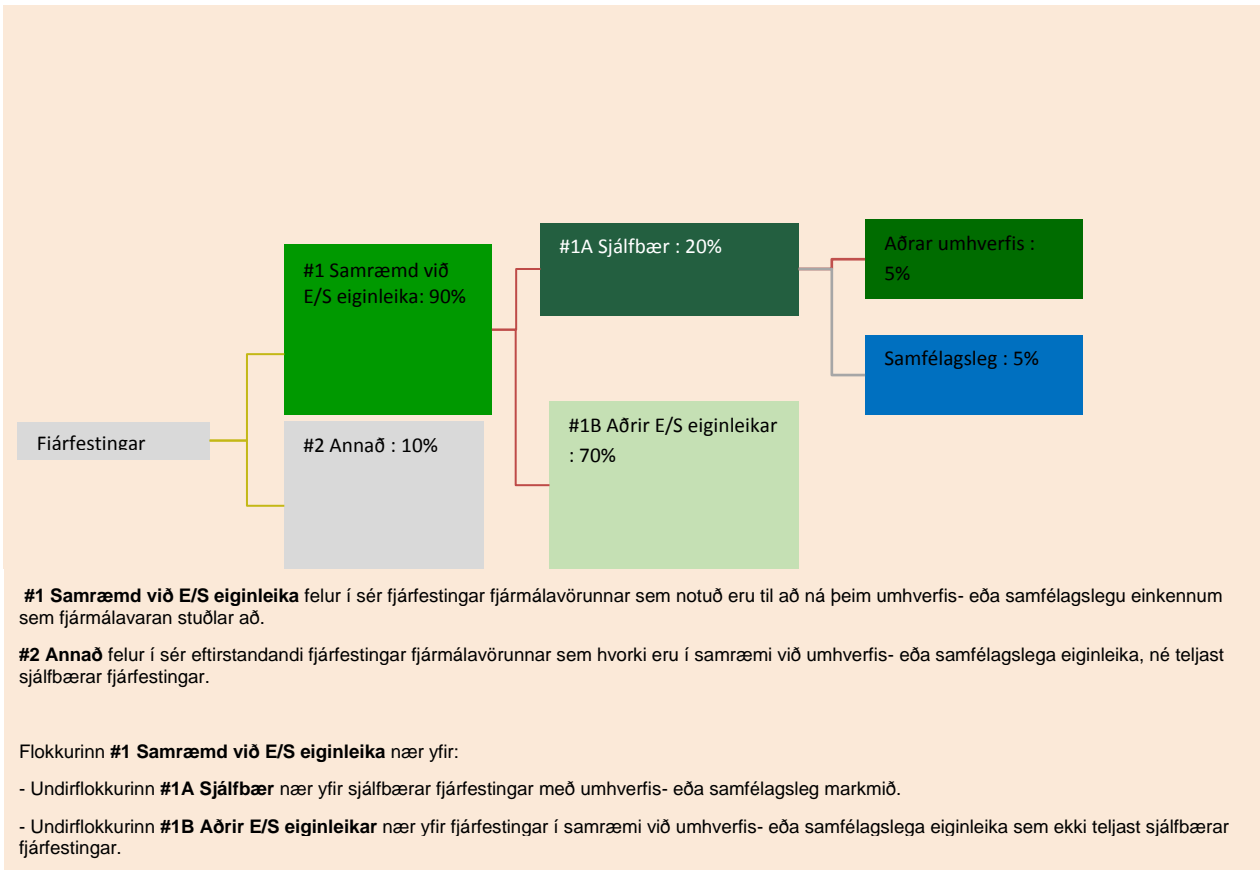 #1A Sjálfbær : 20%
Aðrar umhverfis :
5%
#1 Samræmd við
E/S eiginleika: 90%
Samfélagsleg : 5%
#1B Aðrir E/S eiginleikar
: 70%
Fjárfestingar
#2 Annað : 10%
#1 Samræmd við E/S eiginleika felur í sér fjárfestingar fjármálavörunnar sem notuð eru til að ná þeim umhverfis- eða samfélagslegu einkennum
sem fjármálavaran stuðlar að.
#2 Annað felur í sér eftirstandandi fjárfestingar fjármálavörunnar sem hvorki eru í samræmi við umhverfis- eða samfélagslega eiginleika, né teljast
sjálfbærar fjárfestingar.
Flokkurinn #1 Samræmd við E/S eiginleika nær yfir:
- Undirflokkurinn #1A Sjálfbær nær yfir sjálfbærar fjárfestingar með umhverfis- eða samfélagsleg markmið.
- Undirflokkurinn #1B Aðrir E/S eiginleikar nær yfir fjárfestingar í samræmi við umhverfis- eða samfélagslega eiginleika sem ekki teljast sjálfbærar
fjárfestingar.